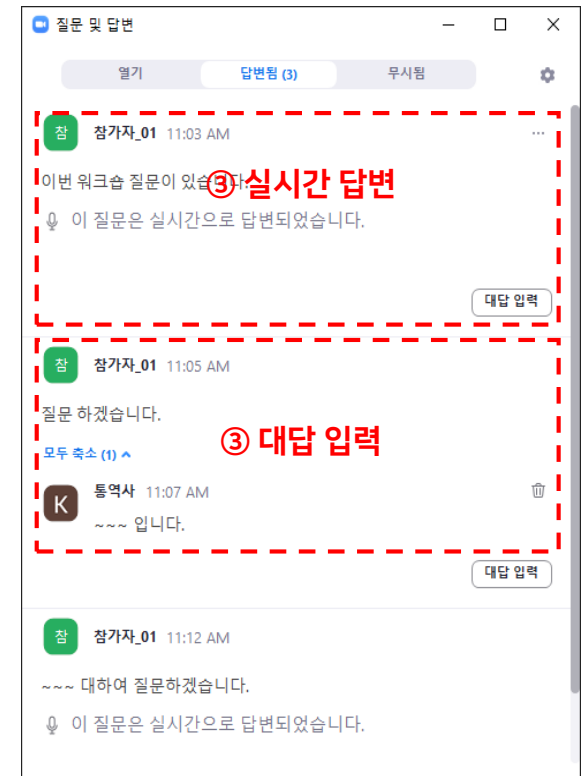 질문 및 답변
열기 답변됨 (3) 무시됨
참 참가자_01 11:03 AM
이번 워크숍 질문이 있습니다.
③ 실시간 답변
이 질문은 실시간으로 답변되었습니다.
대답 입력
참 참가자_01 11:05 AM
질문 하겠습니다.
③ 대답 입력
모두 축소 (1)
K 통역사 11:07 AM
~~~ 입니다.
대답 입력
참 참가자_01 11:12 AM
~~~ 대하여 질문하겠습니다.
이 질문은 실시간으로 답변되었습니다.